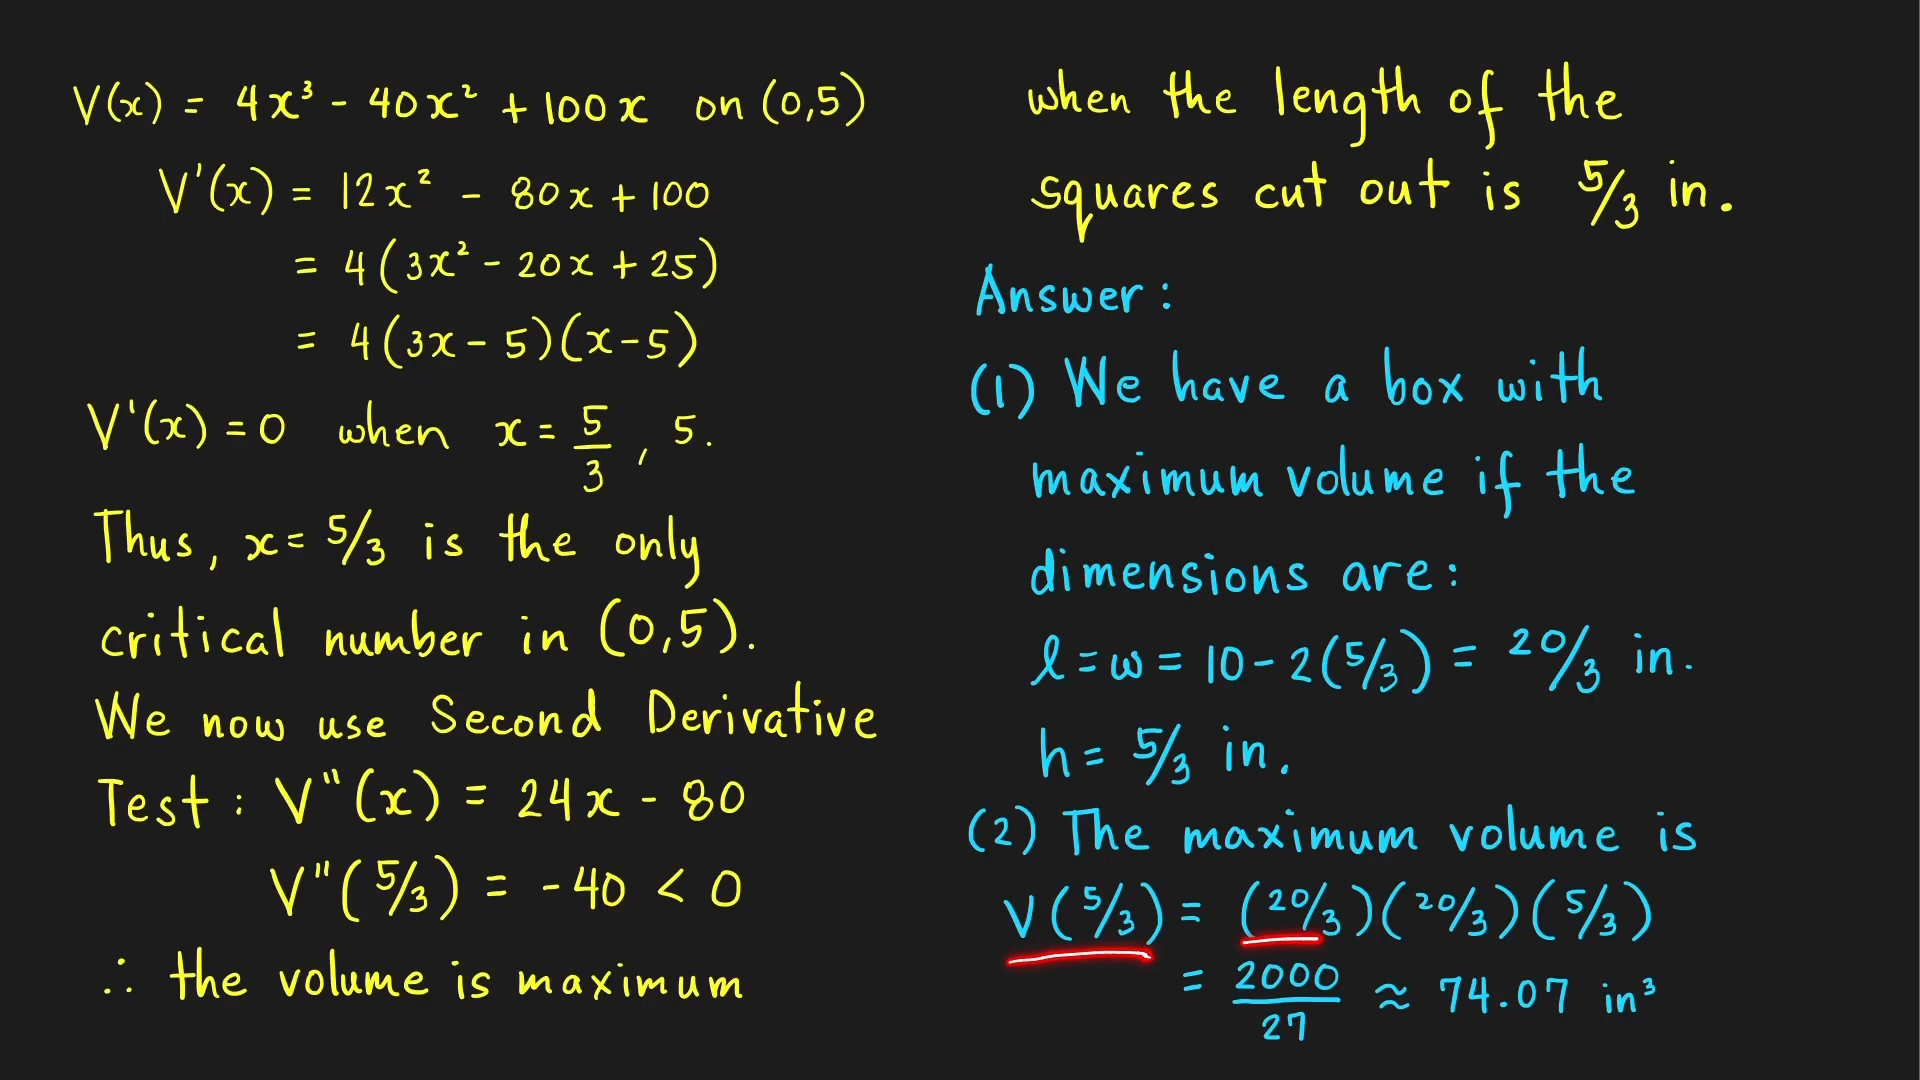 V(x) = 4x³ - 40x² + 100x on (0,5)
V'(x) = 12x² - 80x + 100
= 4(3x² - 20x + 25)
= 4(3x - 5)(x - 5)
V'(x) = 0 when x = 5/3 , 5.
Thus, x = 5/3 is the only
critical number in (0,5).
We now use Second Derivative
Test : V"(x) = 24x - 80
V"(5/3) = -40 < 0
∴ the volume is maximum
when the length of the
squares cut out is 5/3 in.
Answer :
(1) We have a box with
maximum volume if the
dimensions are:
l = w = 10 - 2(5/3) = 20/3 in.
h = 5/3 in.
(2) The maximum volume is
V(5/3) = (20/3)(20/3)(5/3)
= 2000/27 ≈ 74.07 in³